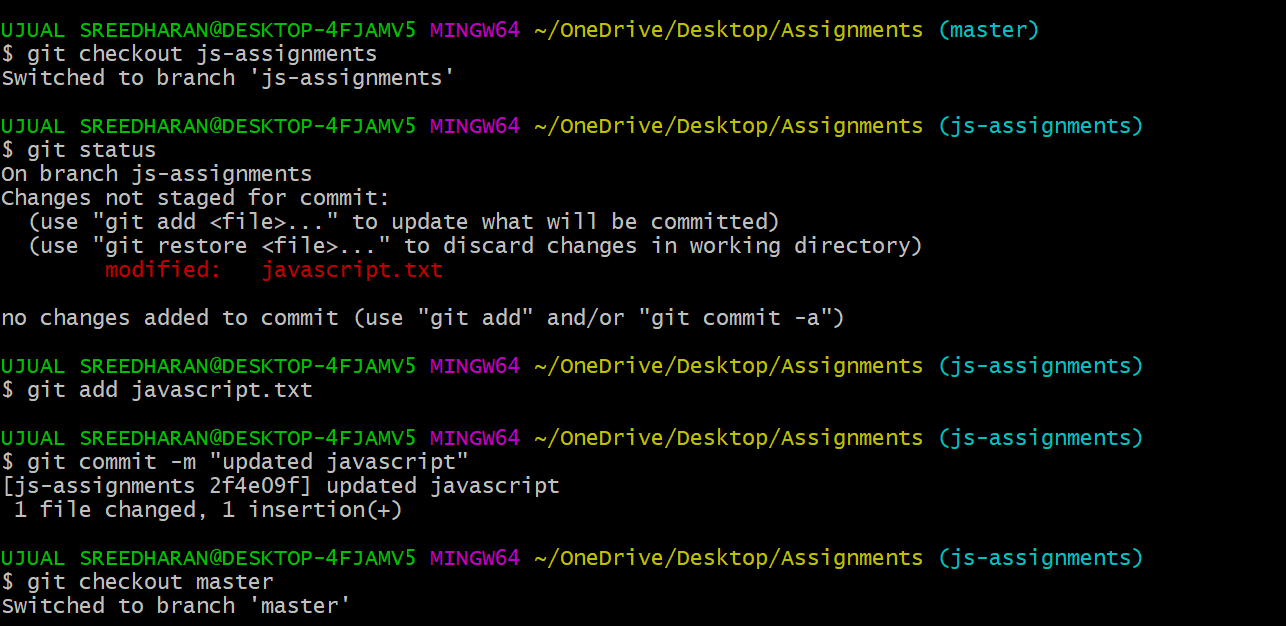 UJUAL SREEDHARAN@DESKTOP-4FJAMV5 MINGW64 ~/OneDrive/Desktop/Assignments (master)
$ git checkout js-assignments
Switched to branch 'js-assignments'
UJUAL SREEDHARAN@DESKTOP-4FJAMV5 MINGW64 ~/OneDrive/Desktop/Assignments (js-assignments)
$ git status
On branch js-assignments
Changes not staged for commit:
  (use "git add <file>..." to update what will be committed)
  (use "git restore <file>..." to discard changes in working directory)
        modified:   javascript.txt
no changes added to commit (use "git add" and/or "git commit -a")
UJUAL SREEDHARAN@DESKTOP-4FJAMV5 MINGW64 ~/OneDrive/Desktop/Assignments (js-assignments)
$ git add javascript.txt
UJUAL SREEDHARAN@DESKTOP-4FJAMV5 MINGW64 ~/OneDrive/Desktop/Assignments (js-assignments)
$ git commit -m "updated javascript"
[js-assignments 2f4e09f] updated javascript
 1 file changed, 1 insertion(+)
UJUAL SREEDHARAN@DESKTOP-4FJAMV5 MINGW64 ~/OneDrive/Desktop/Assignments (js-assignments)
$ git checkout master
Switched to branch 'master'